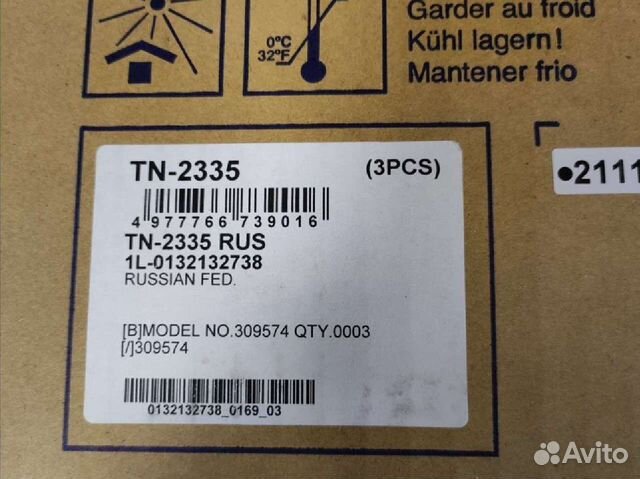 Garder au froid
0°C
32°F
Kühl lagern!
Mantener frio
TN-2335 (3PCS)
4 977766 739016
TN-2335 RUS
1L-0132132738
RUSSIAN FED.
[B]MODEL NO.309574 QTY.0003
[/]309574
0132132738_0169_03
●2111
Avito